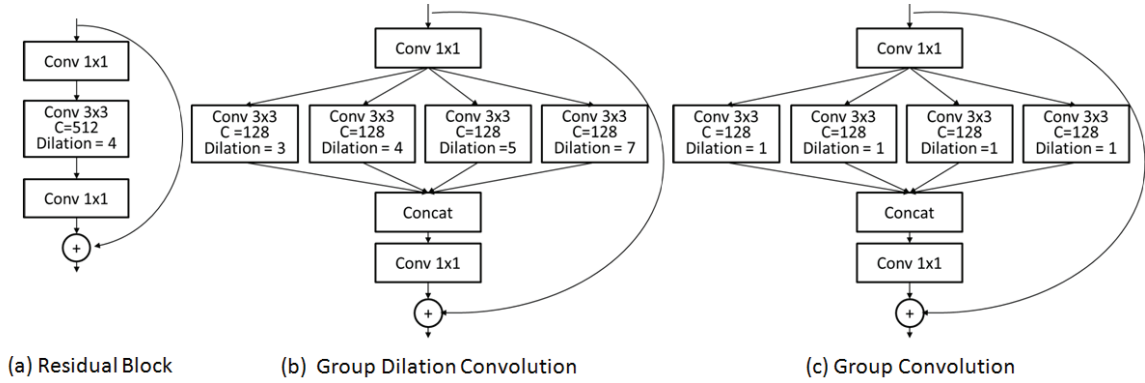 Conv 1x1
Conv 3x3
C=512
Dilation = 4
Conv 1x1
+
(a) Residual Block
Conv 1x1
Conv 3x3
C =128
Dilation = 3
Conv 3x3
C=128
Dilation = 4
Conv 3x3
C=128
Dilation =5
Conv 3x3
C=128
Dilation = 7
Concat
Conv 1x1
+
(b) Group Dilation Convolution
Conv 1x1
Conv 3x3
C =128
Dilation = 1
Conv 3x3
C=128
Dilation = 1
Conv 3x3
C=128
Dilation =1
Conv 3x3
C=128
Dilation = 1
Concat
Conv 1x1
+
(c) Group Convolution